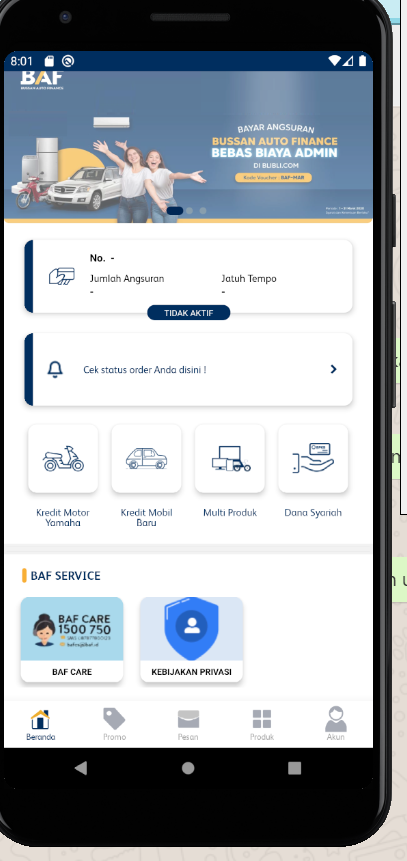 8:01
BAF
BUSSAN AUTO FINANCE
BAYAR ANGSURAN
BUSSAN AUTO FINANCE
BEBAS BIAYA ADMIN
DI BLIBLI.COM
Kode Voucher : BAF-MAR
No. -
Jumlah Angsuran
Jatuh Tempo
-
-
TIDAK AKTIF
Cek status order Anda disini !
Kredit Motor
Yamaha
Kredit Mobil
Baru
Multi Produk
Dana Syariah
BAF SERVICE
BAF CARE
1500 750
BAF CARE
KEBIJAKAN PRIVASI
Beranda
Promo
Pesan
Produk
Akun